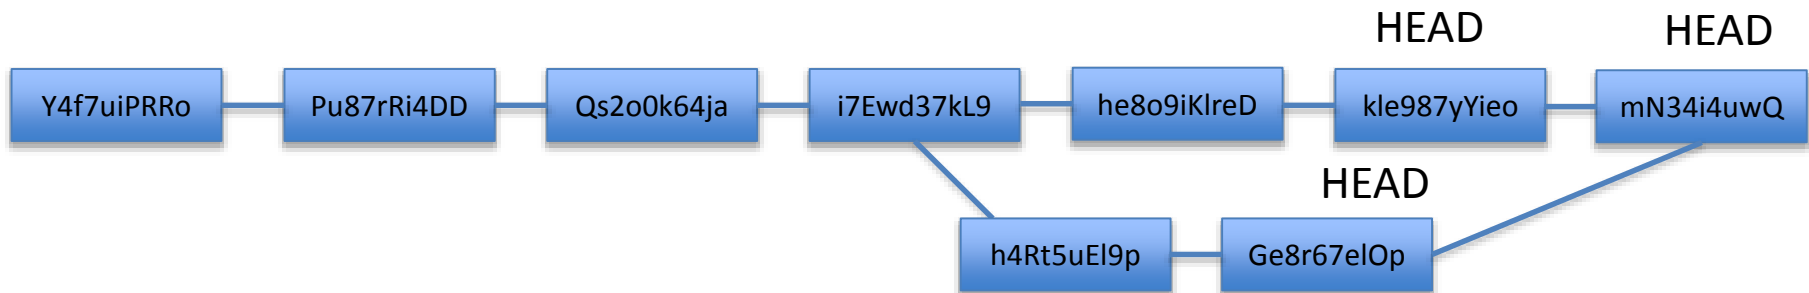 HEAD
HEAD
Y4f7uiPRRo
Pu87rRi4DD
Qs2o0k64ja
i7Ewd37kL9
he8o9iKlreD
kle987yYieo
mN34i4uwQ
HEAD
h4Rt5uEl9p
Ge8r67elOp